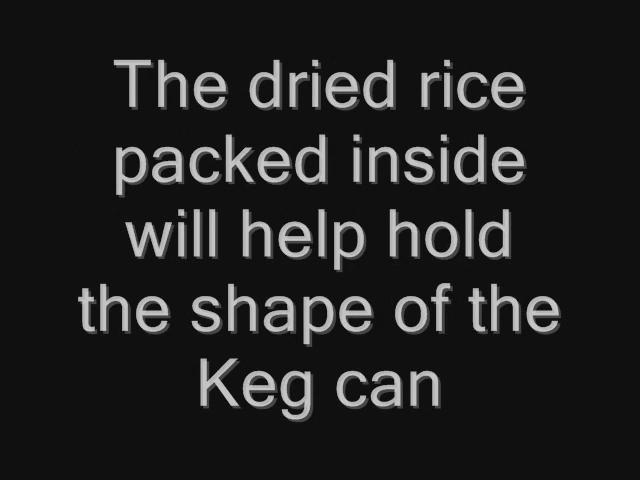 The dried rice
packed inside
will help hold
the shape of the
Keg can